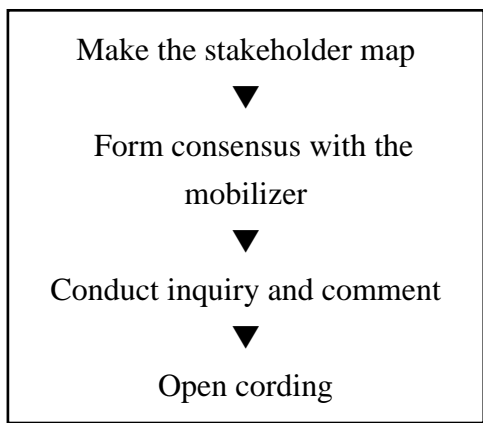 Make the stakeholder map
▼
Form consensus with the
mobilizer
▼
Conduct inquiry and comment
▼
Open cording